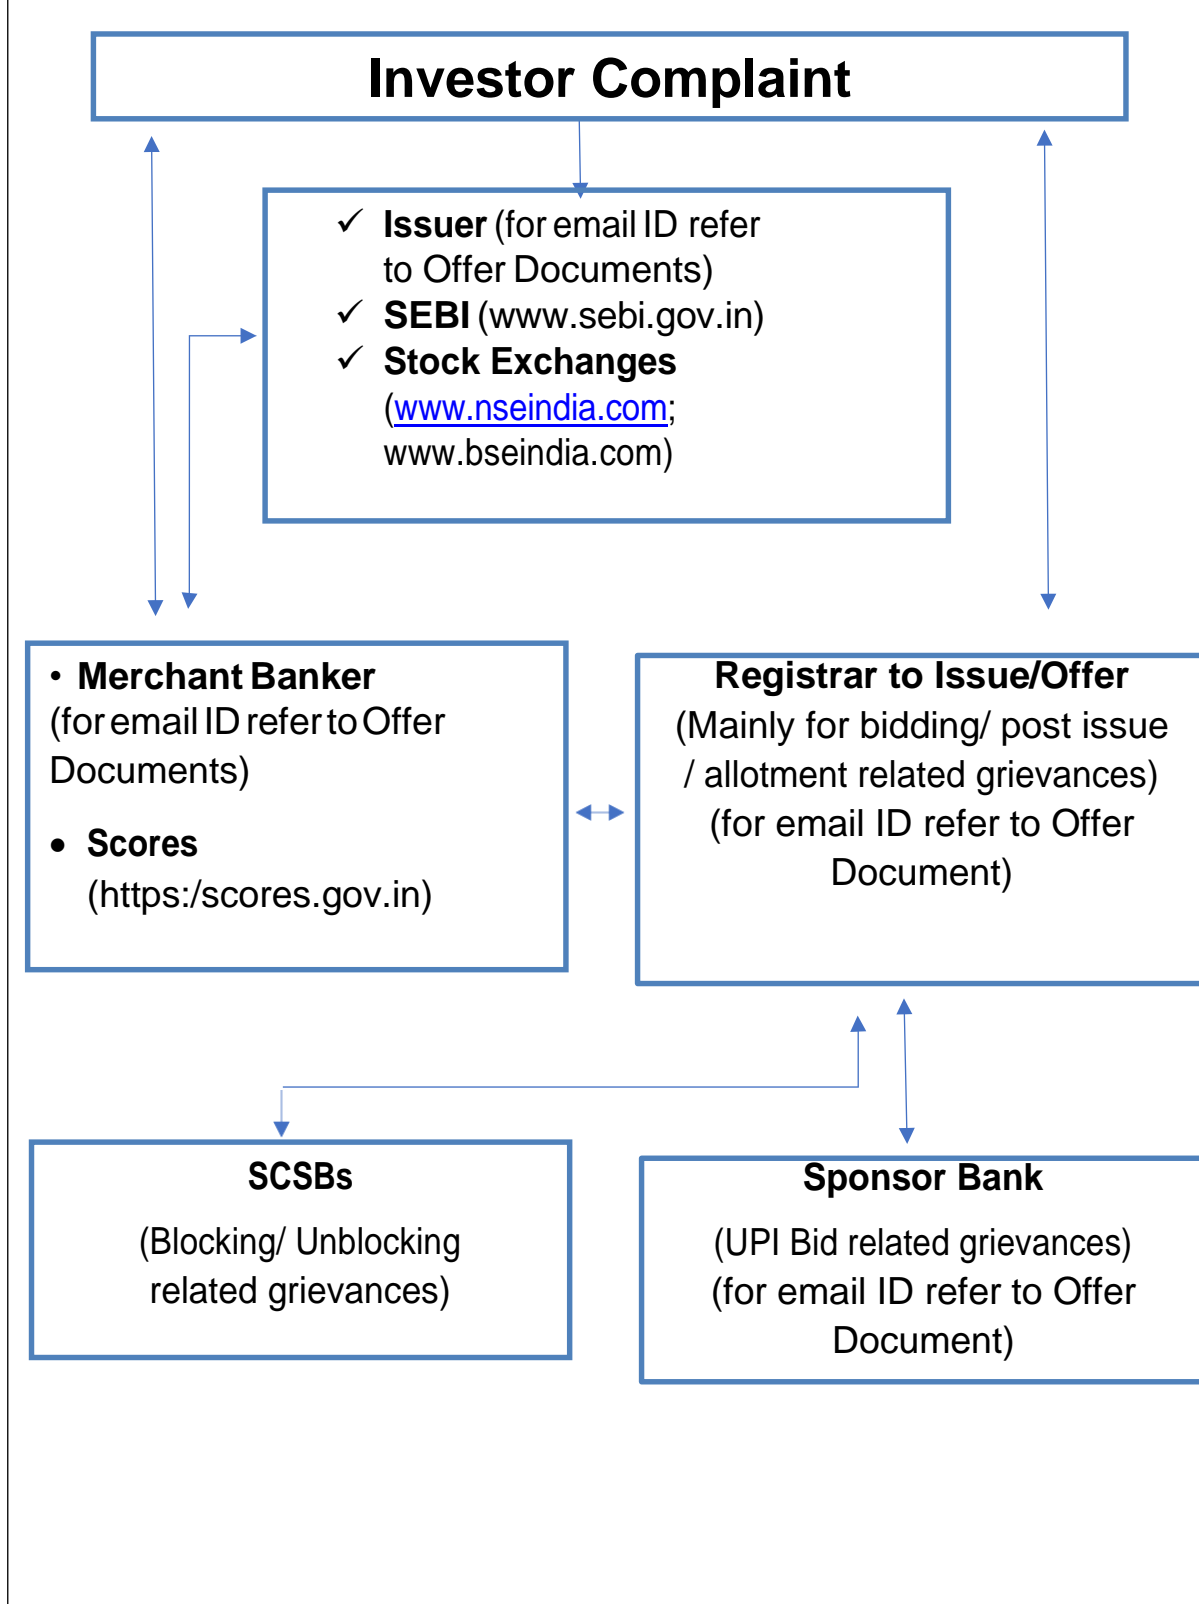 Investor Complaint
✓ Issuer (for email ID refer
to Offer Documents)
✓ SEBI (www.sebi.gov.in)
✓ Stock Exchanges
(www.nseindia.com;
www.bseindia.com)
• Merchant Banker
(for email ID refer to Offer
Documents)
• Scores
(https:/scores.gov.in)
Registrar to Issue/Offer
(Mainly for bidding/ post issue
/ allotment related grievances)
(for email ID refer to Offer
Document)
SCSBs
(Blocking/ Unblocking
related grievances)
Sponsor Bank
(UPI Bid related grievances)
(for email ID refer to Offer
Document)